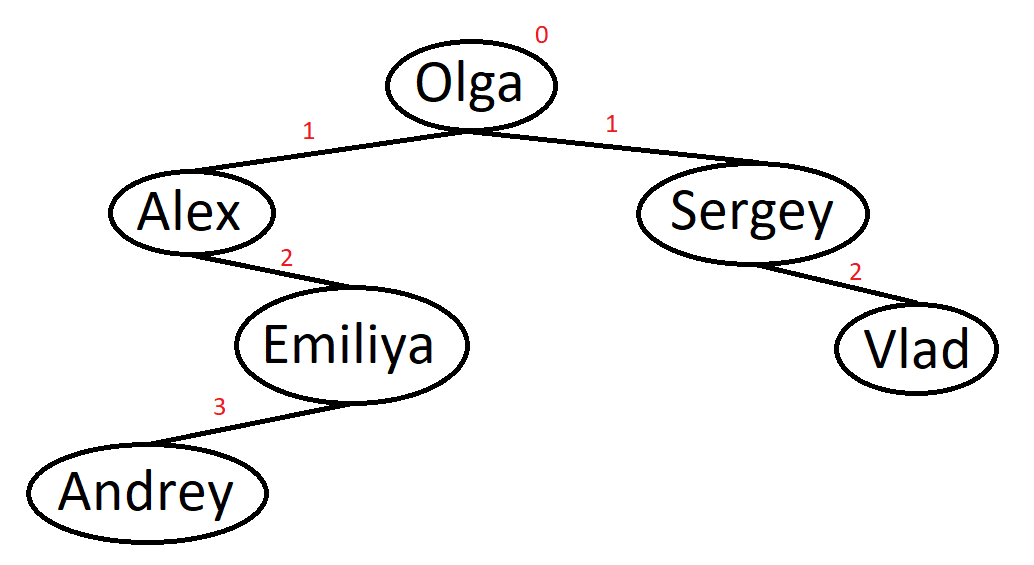 0
Olga
1
1
Alex
Sergey
2
2
Emiliya
Vlad
3
Andrey